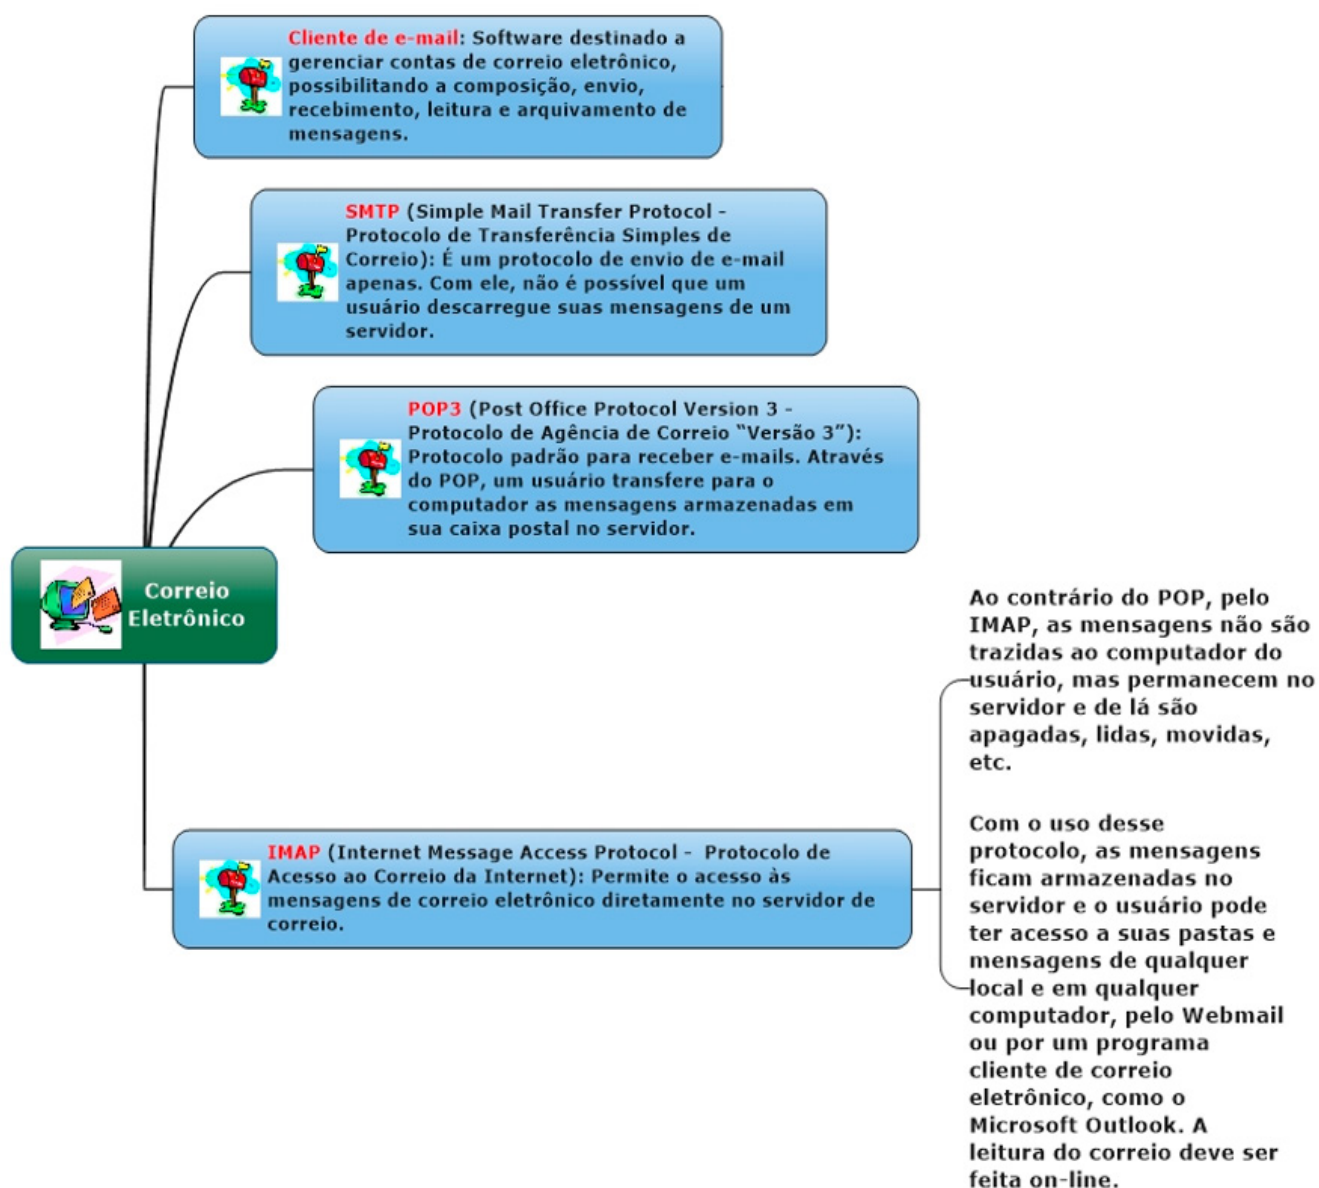 Cliente de e-mail: Software destinado a
gerenciar contas de correio eletrônico,
possibilitando a composição, envio,
recebimento, leitura e arquivamento de
mensagens.
SMTP (Simple Mail Transfer Protocol -
Protocolo de Transferência Simples de
Correio): É um protocolo de envio de e-mail
apenas. Com ele, não é possível que um
usuário descarregue suas mensagens de um
servidor.
POP3 (Post Office Protocol Version 3 -
Protocolo de Agência de Correio “Versão 3”):
Protocolo padrão para receber e-mails. Através
do POP, um usuário transfere para o
computador as mensagens armazenadas em
sua caixa postal no servidor.
Correio
Eletrônico
IMAP (Internet Message Access Protocol - Protocolo de
Acesso ao Correio da Internet): Permite o acesso às
mensagens de correio eletrônico diretamente no servidor de
correio.
Ao contrário do POP, pelo
IMAP, as mensagens não são
trazidas ao computador do
usuário, mas permanecem no
servidor e de lá são
apagadas, lidas, movidas,
etc.
Com o uso desse
protocolo, as mensagens
ficam armazenadas no
servidor e o usuário pode
ter acesso a suas pastas e
mensagens de qualquer
local e em qualquer
computador, pelo Webmail
ou por um programa
cliente de correio
eletrônico, como o
Microsoft Outlook. A
leitura do correio deve ser
feita on-line.